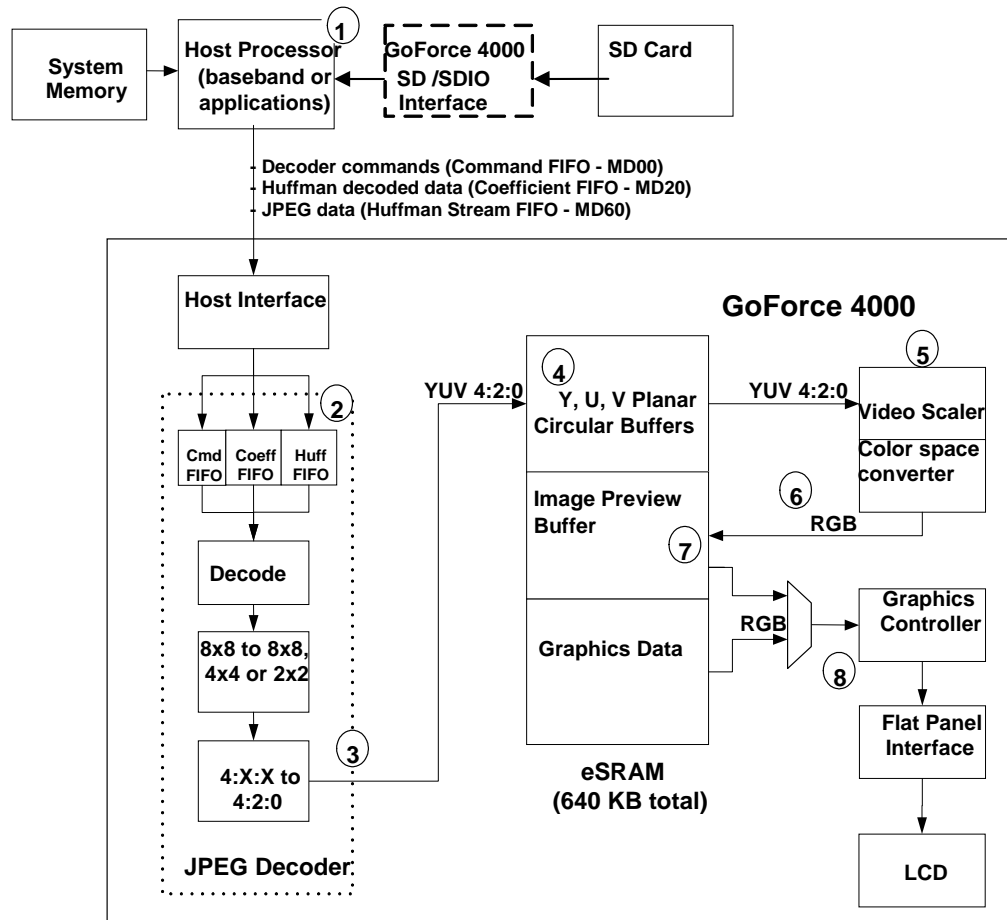 1
System
Memory
Host Processor
(baseband or
applications)
GoForce 4000
SD /SDIO
Interface
SD Card
- Decoder commands (Command FIFO - MD00)
- Huffman decoded data (Coefficient FIFO - MD20)
- JPEG data (Huffman Stream FIFO - MD60)
Host Interface
GoForce 4000
2
Cmd
FIFO
Coeff
FIFO
Huff
FIFO
Decode
8x8 to 8x8,
4x4 or 2x2
3
4:X:X to
4:2:0
JPEG Decoder
YUV 4:2:0
4
Y, U, V Planar
Circular Buffers
Image Preview
Buffer
Graphics Data
eSRAM
(640 KB total)
YUV 4:2:0
5
Video Scaler
Color space
converter
6
RGB
7
RGB
8
Graphics
Controller
Flat Panel
Interface
LCD